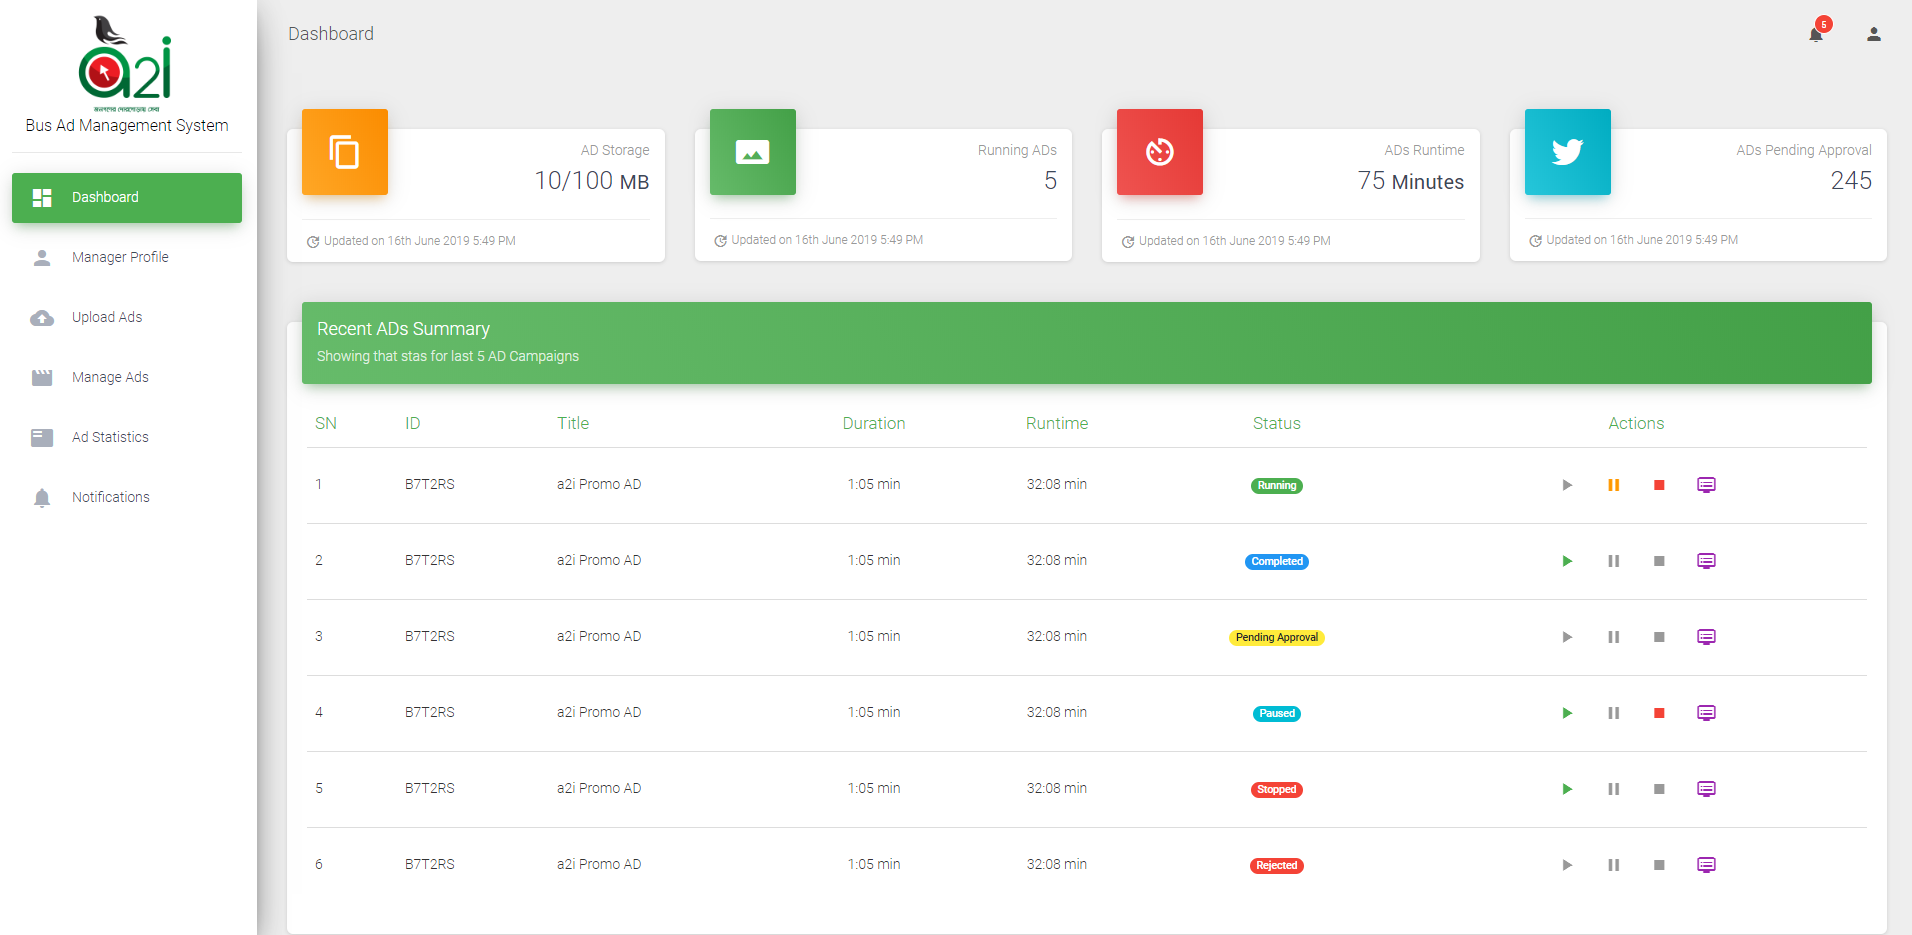 a2i
জনগণের দোরগোড়ায় সেবা
Bus Ad Management System
Dashboard
Manager Profile
Upload Ads
Manage Ads
Ad Statistics
Notifications
Dashboard
5
AD Storage
10/100 MB
Updated on 16th June 2019 5:49 PM
Running ADs
5
Updated on 16th June 2019 5:49 PM
ADs Runtime
75 Minutes
Updated on 16th June 2019 5:49 PM
ADs Pending Approval
245
Updated on 16th June 2019 5:49 PM
Recent ADs Summary
Showing that stas for last 5 AD Campaigns
SN ID Title Duration Runtime Status Actions
1 B7T2RS a2i Promo AD 1:05 min 32:08 min Running
2 B7T2RS a2i Promo AD 1:05 min 32:08 min Completed
3 B7T2RS a2i Promo AD 1:05 min 32:08 min Pending Approval
4 B7T2RS a2i Promo AD 1:05 min 32:08 min Paused
5 B7T2RS a2i Promo AD 1:05 min 32:08 min Stopped
6 B7T2RS a2i Promo AD 1:05 min 32:08 min Rejected